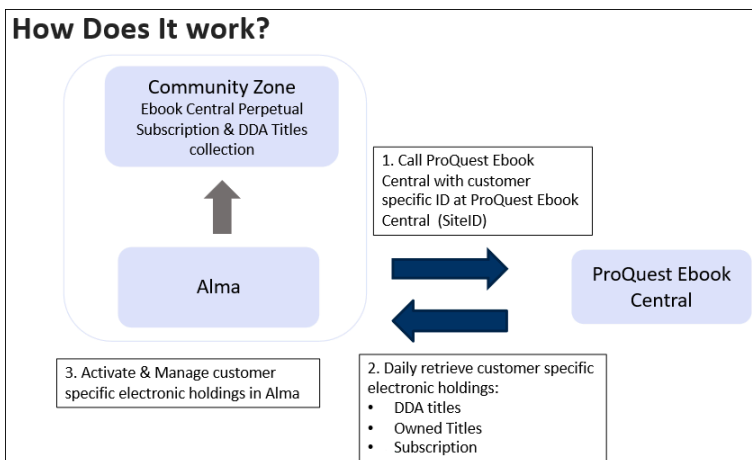 How Does It work?
Community Zone
Ebook Central Perpetual
Subscription & DDA Titles
collection
1. Call ProQuest Ebook
Central with customer
specific ID at ProQuest Ebook
Central  (SiteID)
Alma
ProQuest Ebook
Central
3. Activate & Manage customer
specific electronic holdings in Alma
2. Daily retrieve customer specific
electronic holdings:
• DDA titles
• Owned Titles
• Subscription